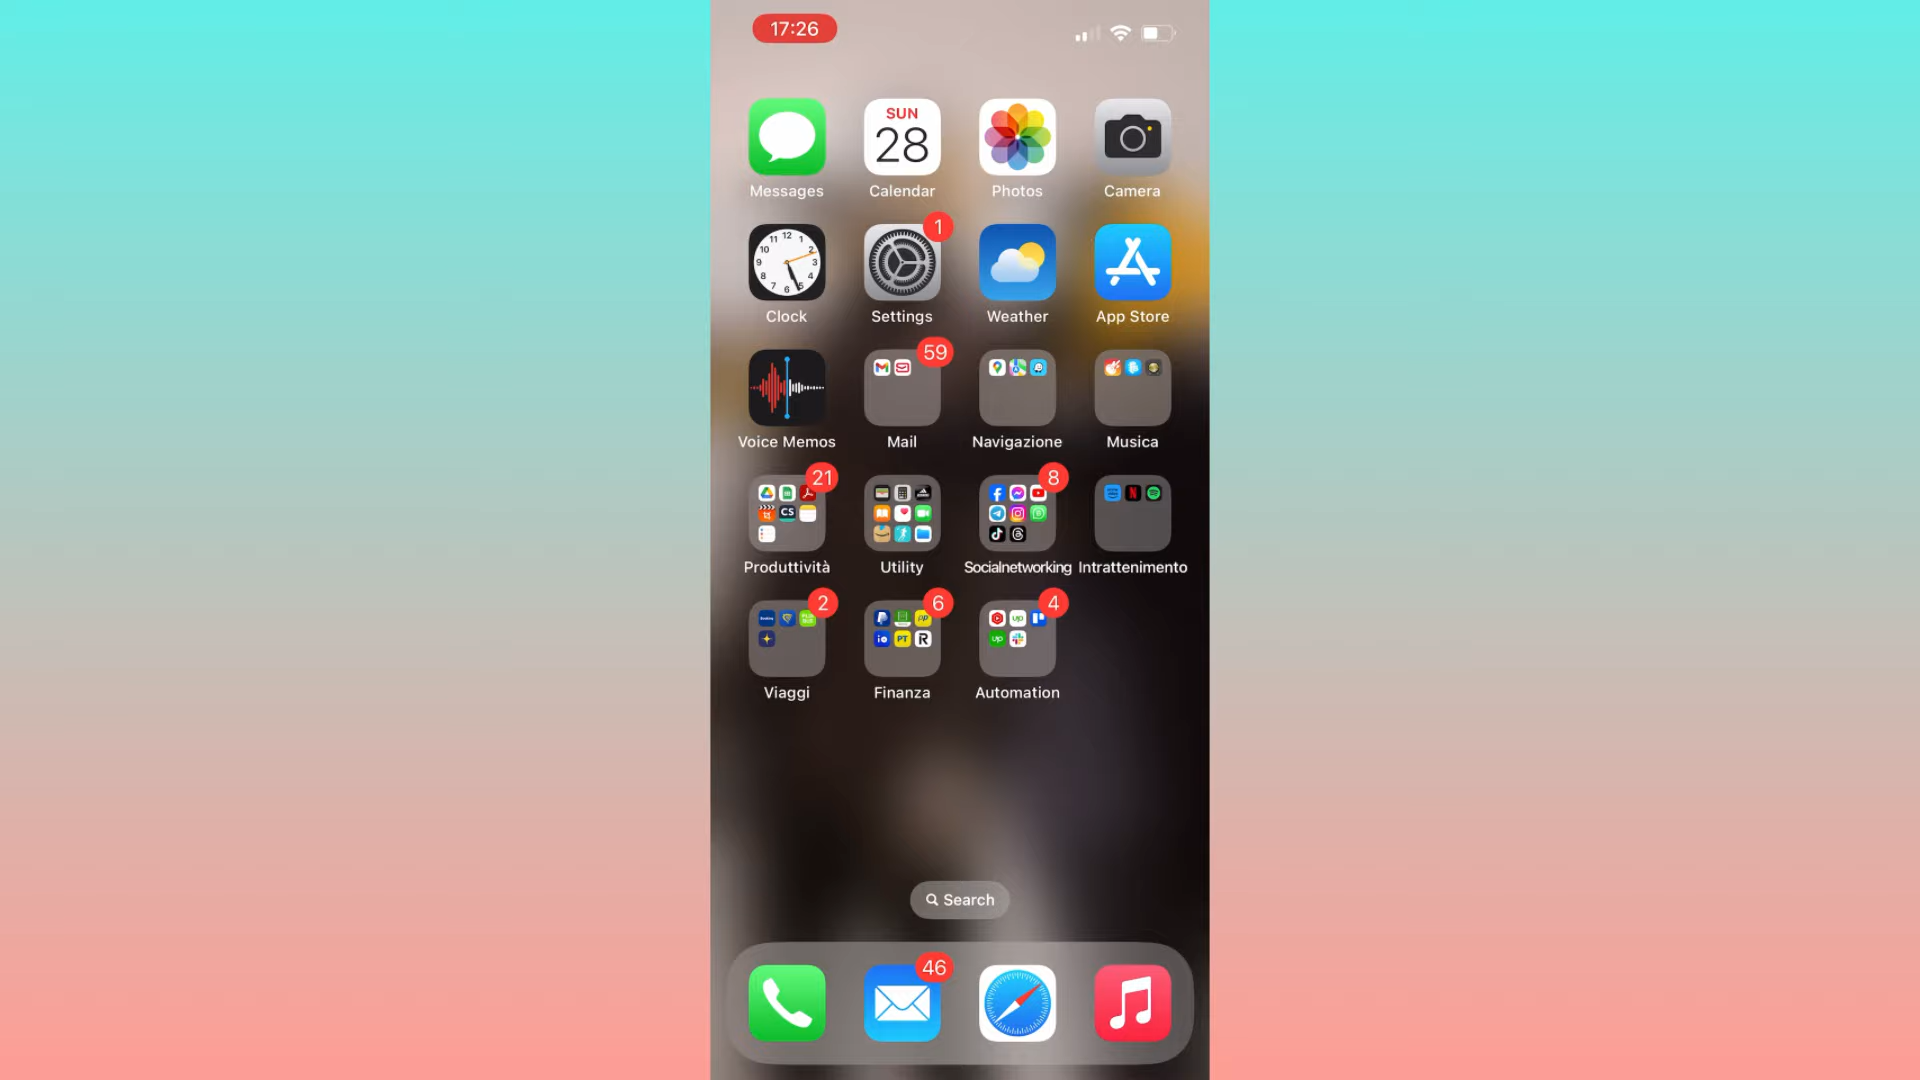 17:26
SUN
28
Messages
Calendar
Photos
Camera
1
Clock
Settings
Weather
App Store
59
Voice Memos
Mail
Navigazione
Musica
21
8
CS
Produttività
Utility
Socialnetworking
Intrattenimento
2
6
4
Viaggi
Finanza
Automation
Search
46